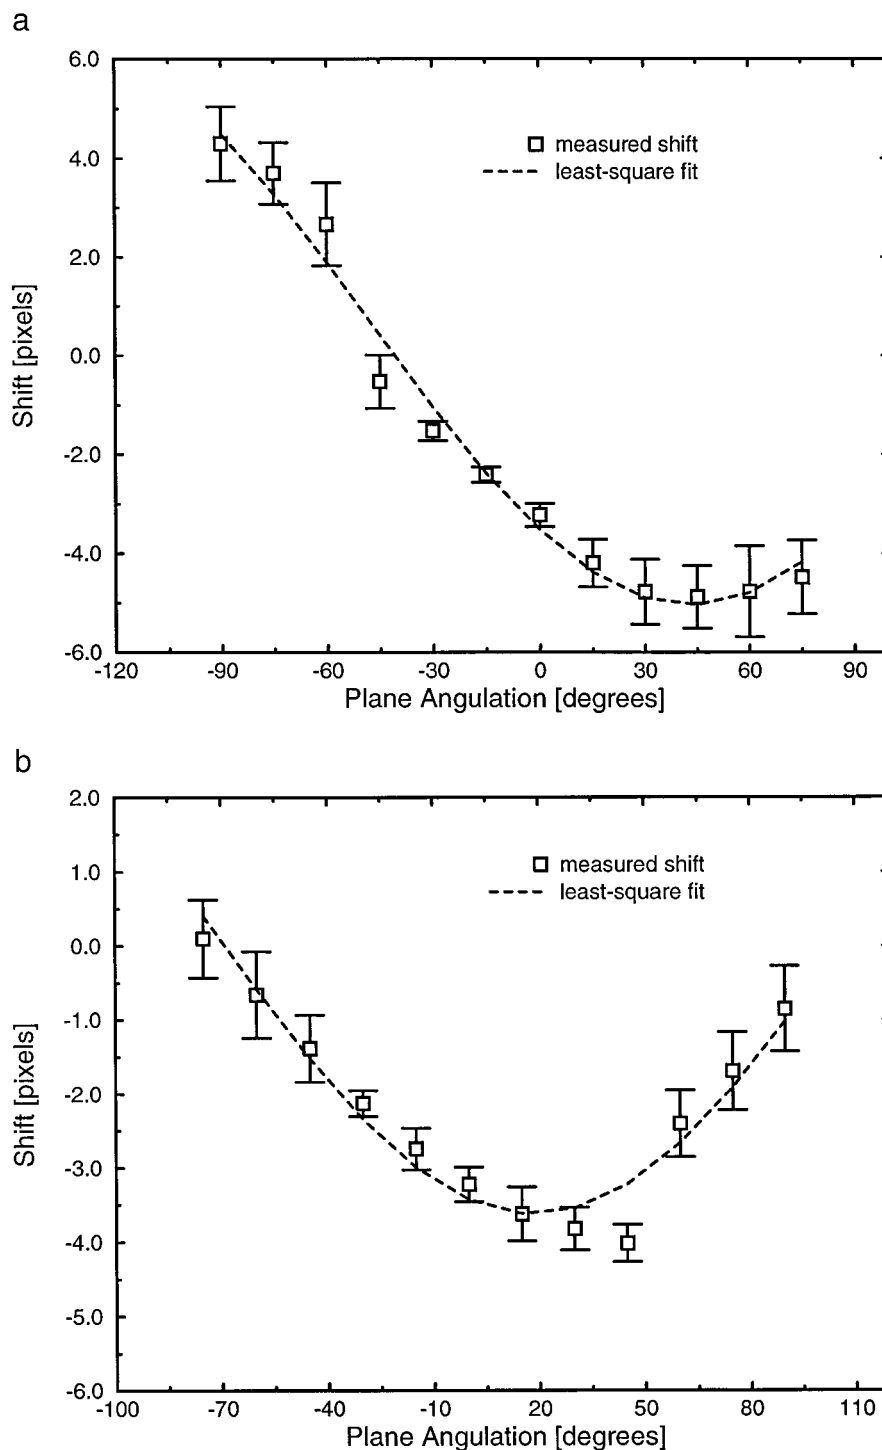 a
6.0
4.0
2.0
0.0
-2.0
-4.0
-6.0
Shift [pixels]
measured shift
least-square fit
-120 -90 -60 -30 0 30 60 90
Plane Angulation [degrees]
b
2.0
1.0
0.0
-1.0
-2.0
-3.0
-4.0
-5.0
-6.0
Shift [pixels]
measured shift
least-square fit
-100 -70 -40 -10 20 50 80 110
Plane Angulation [degrees]